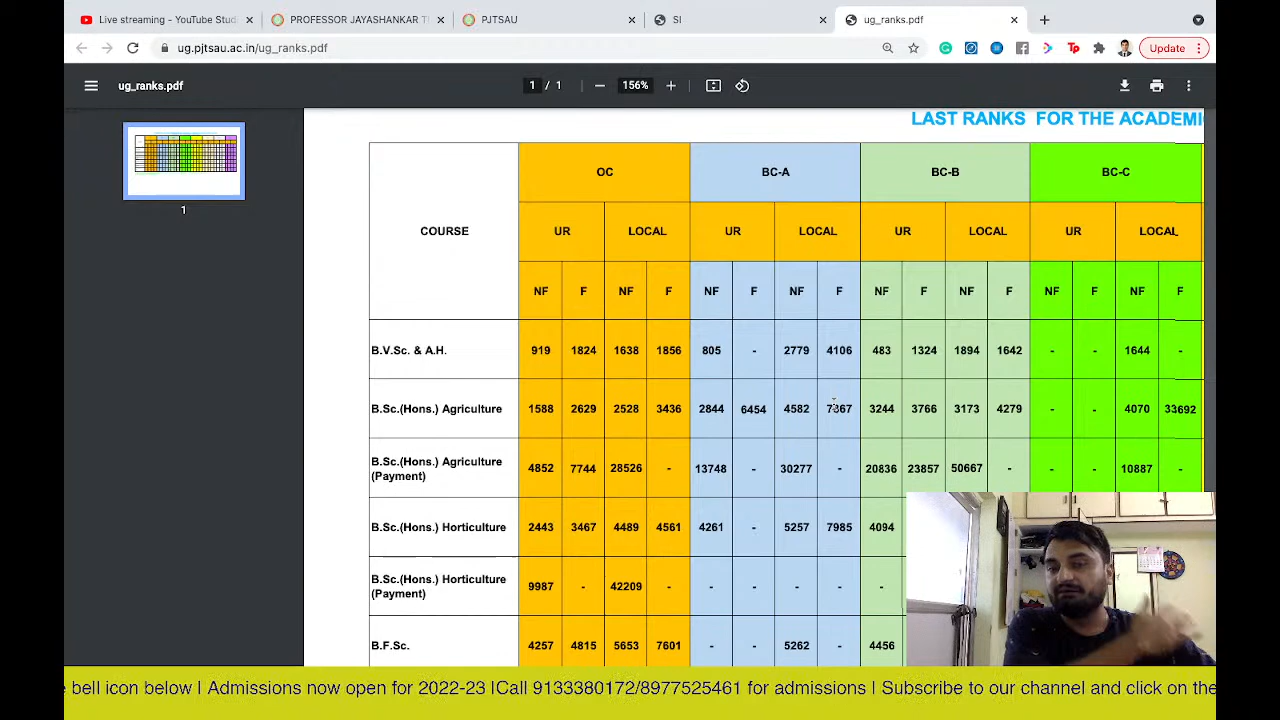 Live streaming - YouTube Stud
PROFESSOR JAYASHANKAR T
PJTSAU
SI
ug_ranks.pdf
ug.pjtsau.ac.in/ug_ranks.pdf
Update
ug_ranks.pdf
1 / 1
156%
1
LAST RANKS FOR THE ACADEMI
COURSE OC BC-A BC-B BC-C
UR LOCAL UR LOCAL UR LOCAL UR LOCAL
NF F NF F NF F NF F NF F NF F NF F NF F
B.V.Sc. & A.H. 919 1824 1638 1856 805 - 2779 4106 483 1324 1894 1642 - - 1644 -
B.Sc.(Hons.) Agriculture 1588 2629 2528 3436 2844 6454 4582 3244 3766 3173 4279 - - 4070 33692
B.Sc.(Hons.) Agriculture
(Payment) 4852 7744 28526 - 13748 - 30277 - 20836 23857 50667 - - - 10887 -
B.Sc.(Hons.) Horticulture 2443 3467 4489 4561 4261 - 5257 7985 4094
B.Sc.(Hons.) Horticulture
(Payment) 9987 - 42209 - - - - - -
B.F.Sc. 4257 4815 5653 7601 - - 5262 - 4456
e bell icon below I Admissions now open for 2022-23 ICall 9133380172/8977525461 for admissions I Subscribe to our channel and click on the